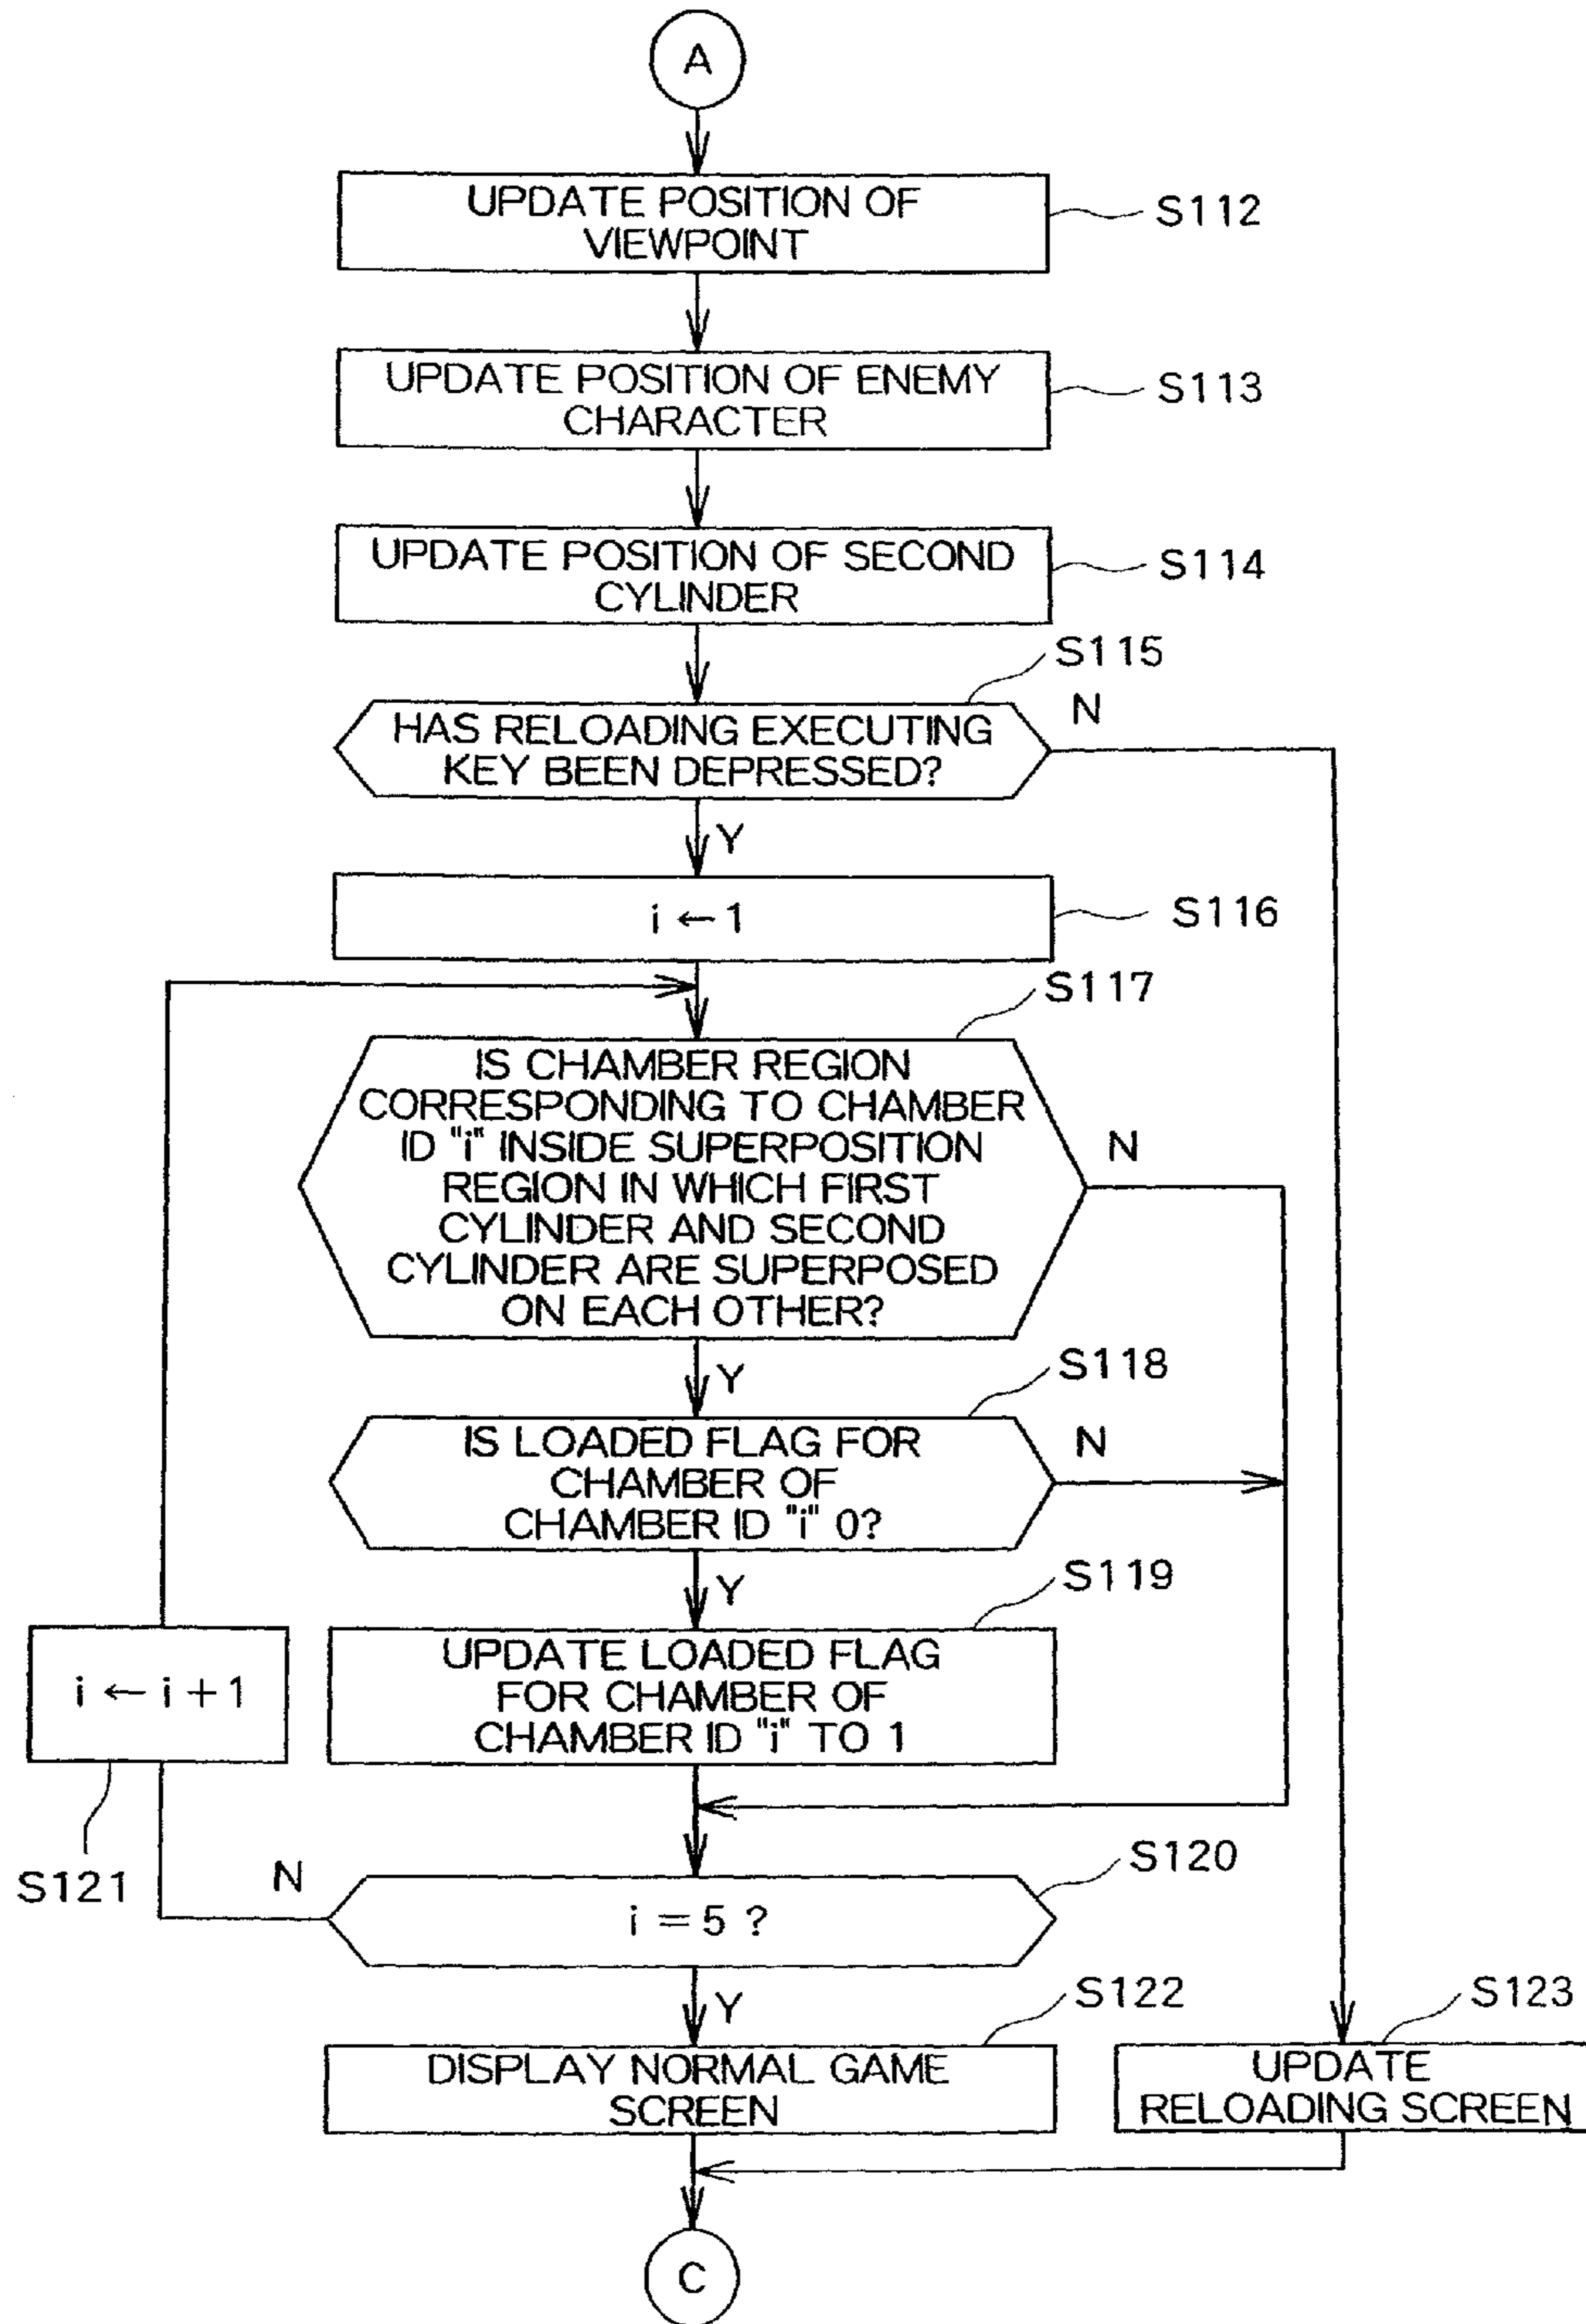 A
UPDATE POSITION OF
VIEWPOINT
S112
UPDATE POSITION OF ENEMY
CHARACTER
S113
UPDATE POSITION OF SECOND
CYLINDER
S114
S115
HAS RELOADING EXECUTING
KEY BEEN DEPRESSED?
N
Y
i ← 1
S116
S117
IS CHAMBER REGION
CORRESPONDING TO CHAMBER
ID "i" INSIDE SUPERPOSITION
REGION IN WHICH FIRST
CYLINDER AND SECOND
CYLINDER ARE SUPERPOSED
ON EACH OTHER?
N
Y
S118
IS LOADED FLAG FOR
CHAMBER OF
CHAMBER ID "i" 0?
N
Y
S119
UPDATE LOADED FLAG
FOR CHAMBER OF
CHAMBER ID "i" TO 1
i ← i + 1
S121
N
S120
i = 5 ?
Y
S122
DISPLAY NORMAL GAME
SCREEN
S123
UPDATE
RELOADING SCREEN
C